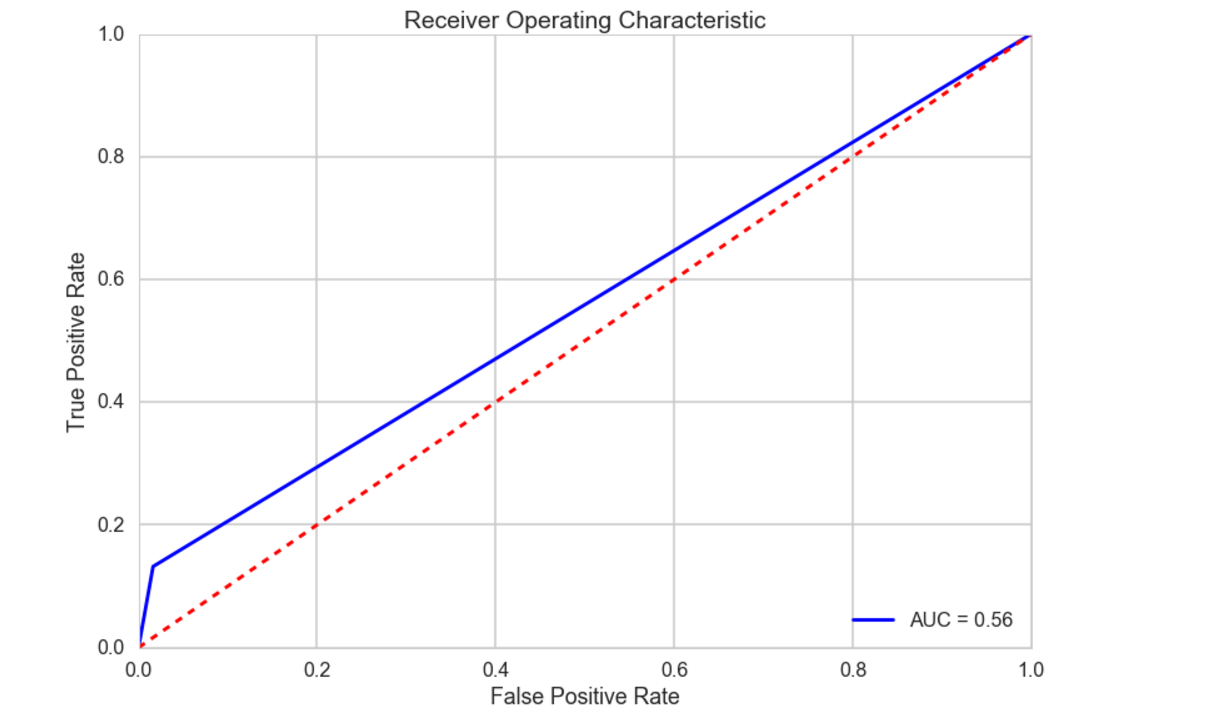 Receiver Operating Characteristic
1.0
0.8
0.6
0.4
0.2
0.0
True Positive Rate
AUC = 0.56
0.0 0.2 0.4 0.6 0.8 1.0
False Positive Rate